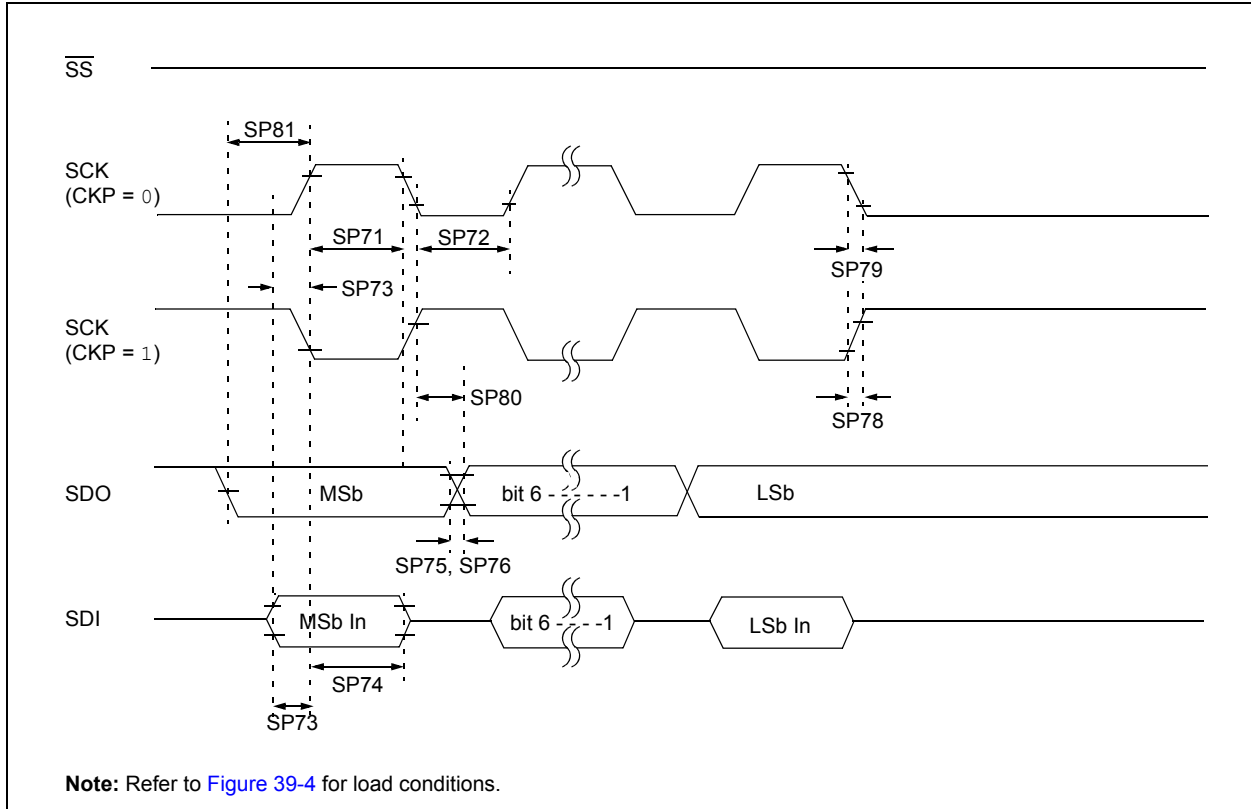 SS
SP81
SCK
(CKP = 0)
SP71
SP72
SP79
SP73
SCK
(CKP = 1)
SP80
SP78
SDO
MSb
bit 6 - - - - - -1
LSb
SP75, SP76
SDI
MSb In
bit 6 - - - -1
LSb In
SP74
SP73
Note: Refer to Figure 39-4 for load conditions.